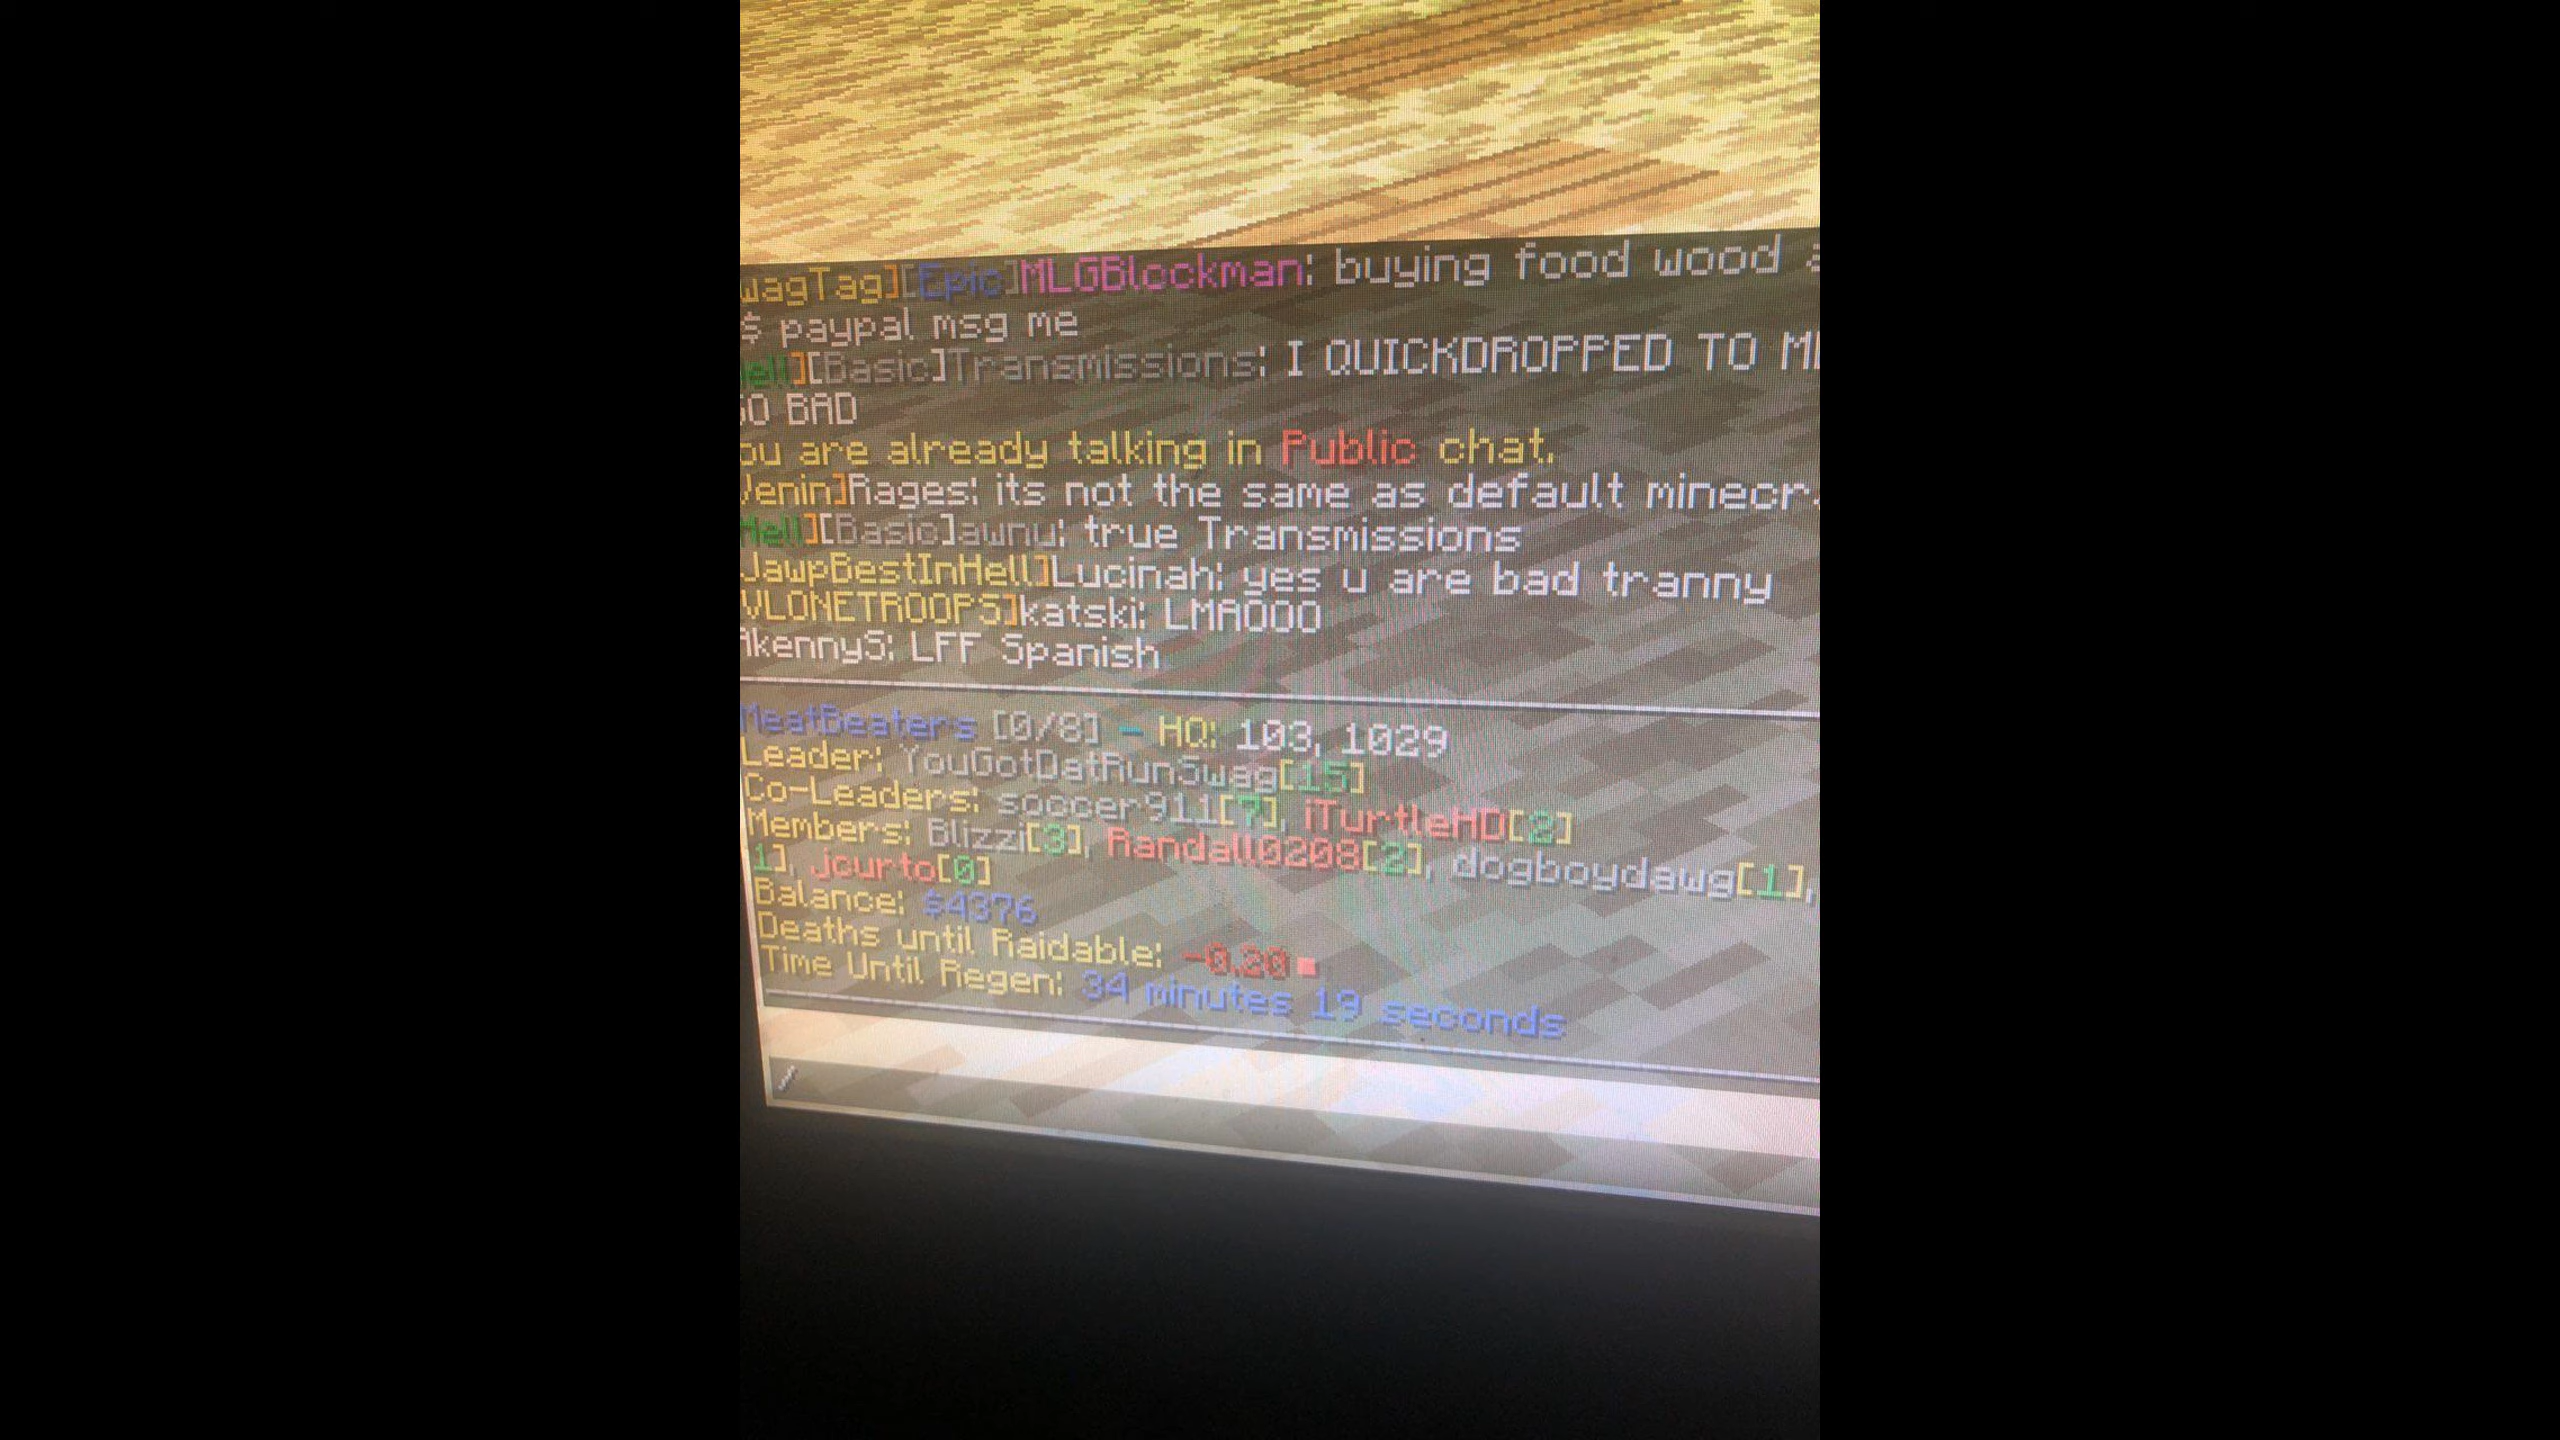 wagTag][Epic]MLGBlockman: buying food wood
$ paypal msg me
ell][Basic]Transmissions: I QUICKDROPPED TO
SO BAD
ou are already talking in Public chat.
Venin]Rages: its not the same as default minecr
Hell][Basic]awnu: true Transmissions
JawpBestInHell]Lucinah: yes u are bad tranny
VLONETROOPS]katski: LMAOOO
AkennyS: LFF Spanish
MeatBeaters [0/8] - HQ: 103, 1029
Leader: YouGotDatRunSwag[15]
Co-Leaders: soccer911[7], iTurtleHD[2]
Members: Blizzi[3], Randall0208[2], dogboydawg[1],
1], jcurto[0]
Balance: $4376
Deaths until Raidable: -0.20■
Time Until Regen: 34 minutes 19 seconds
/